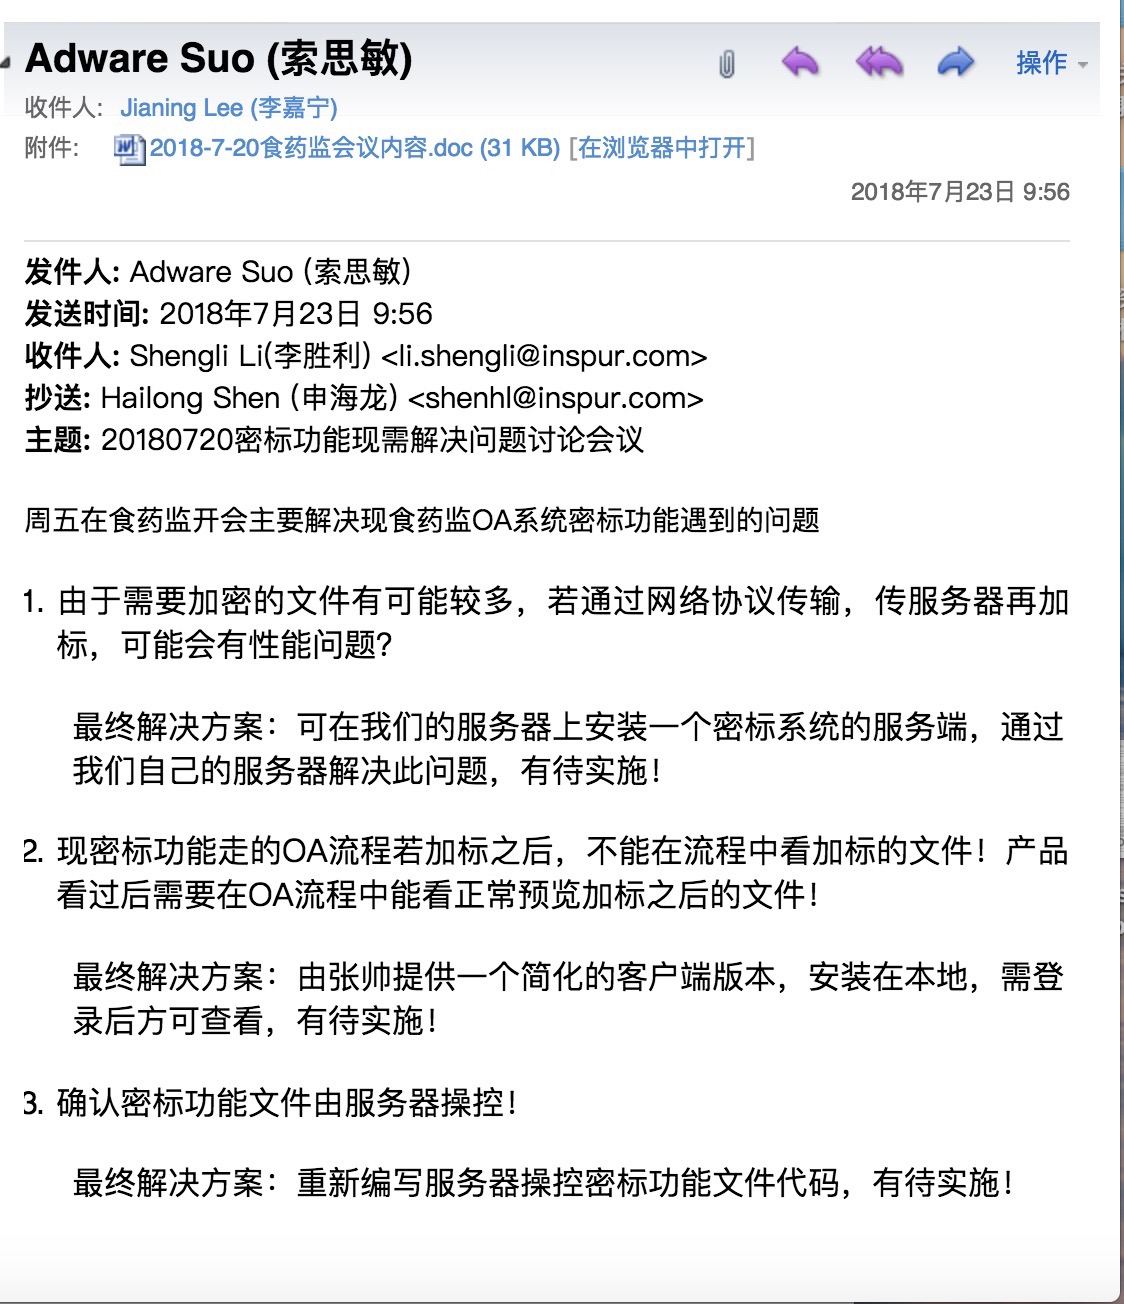 Adware Suo (索思敏)
操作
收件人: Jianing Lee (李嘉宁)
附件: 2018-7-20食药监会议内容.doc (31 KB) [在浏览器中打开]
2018年7月23日 9:56
发件人: Adware Suo (索思敏)
发送时间: 2018年7月23日 9:56
收件人: Shengli Li(李胜利) <li.shengli@inspur.com>
抄送: Hailong Shen (申海龙) <shenhl@inspur.com>
主题: 20180720密标功能现需解决问题讨论会议
周五在食药监开会主要解决现食药监OA系统密标功能遇到的问题
1. 由于需要加密的文件有可能较多，若通过网络协议传输，传服务器再加
标，可能会有性能问题?
最终解决方案：可在我们的服务器上安装一个密标系统的服务端，通过
我们自己的服务器解决此问题，有待实施！
2. 现密标功能走的OA流程若加标之后，不能在流程中看加标的文件！产品
看过后需要在OA流程中能看正常预览加标之后的文件！
最终解决方案：由张帅提供一个简化的客户端版本，安装在本地，需登
录后方可查看，有待实施！
3. 确认密标功能文件由服务器操控！
最终解决方案：重新编写服务器操控密标功能文件代码，有待实施！